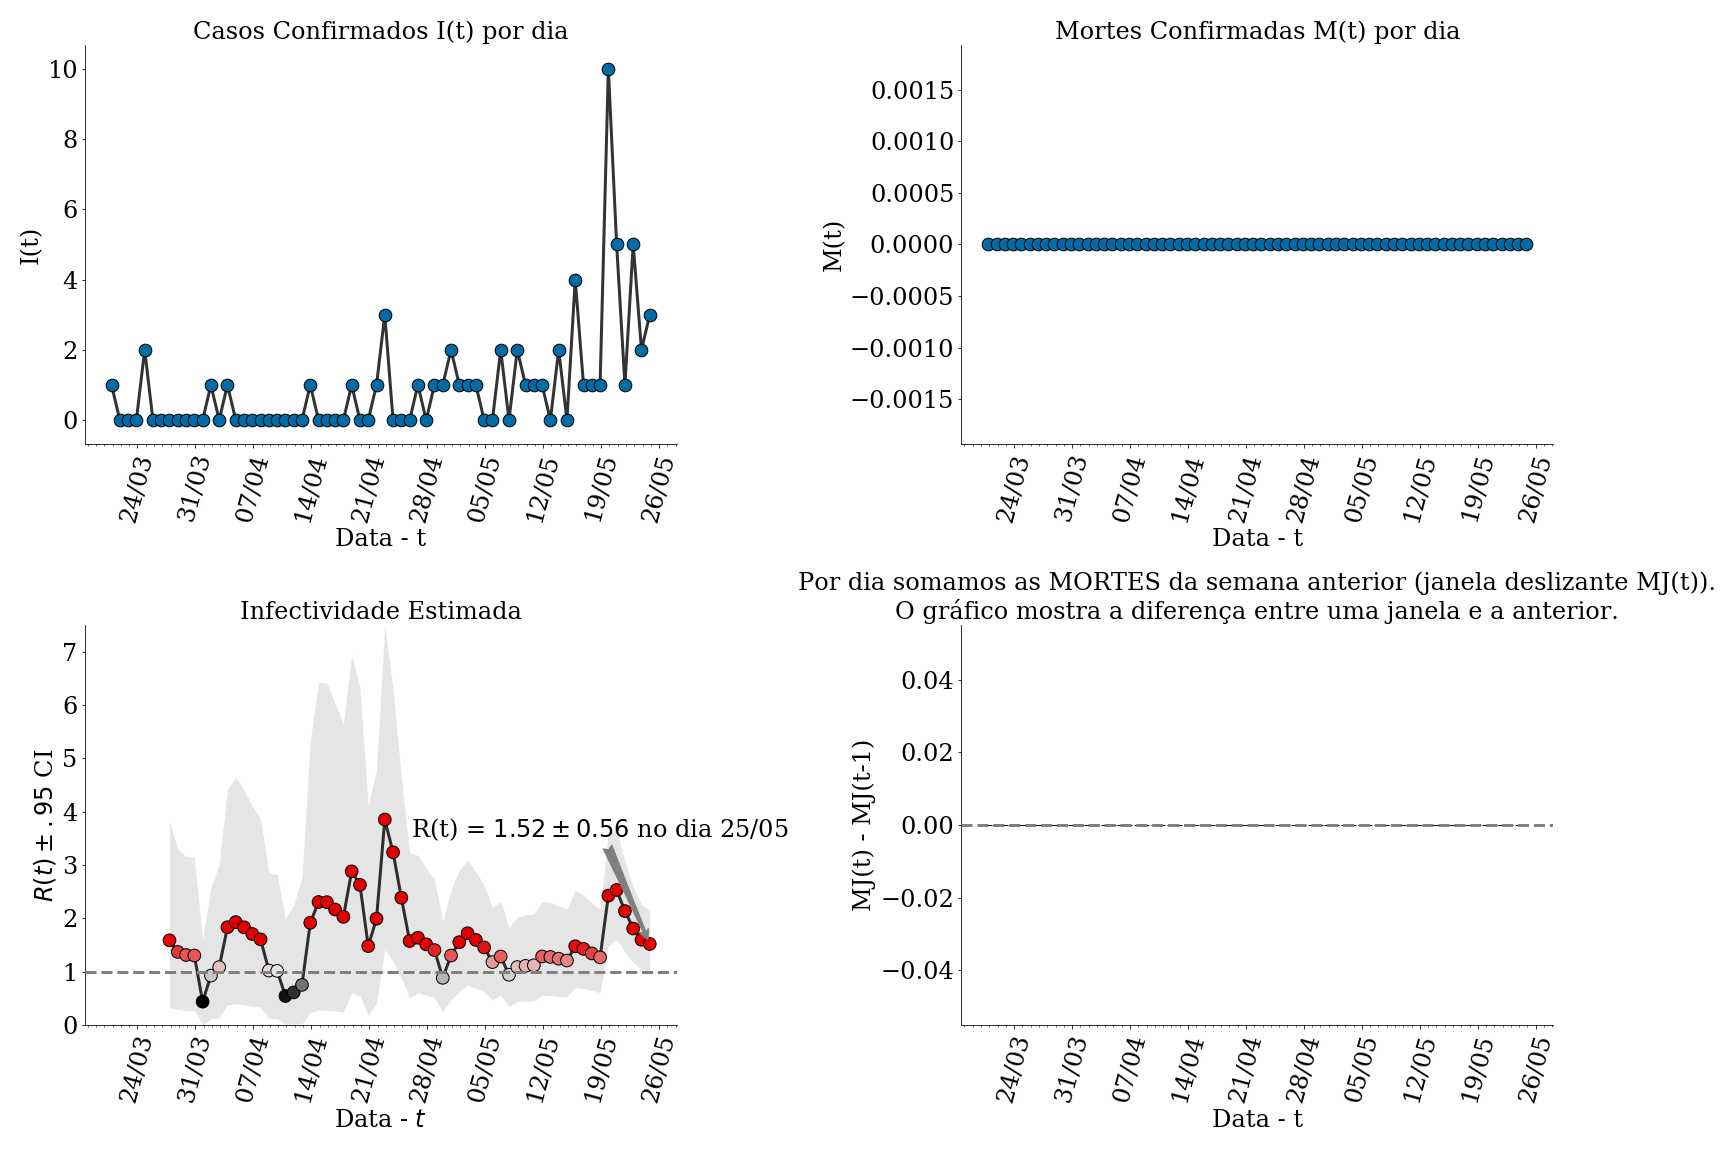 Casos Confirmados I(t) por dia
I(t)
10
8
6
4
2
0
24/03 31/03 07/04 14/04 21/04 28/04 05/05 12/05 19/05 26/05
Data - t
Mortes Confirmadas M(t) por dia
M(t)
0.0015
0.0010
0.0005
0.0000
−0.0005
−0.0010
−0.0015
24/03 31/03 07/04 14/04 21/04 28/04 05/05 12/05 19/05 26/05
Data - t
Infectividade Estimada
R(t) ± .95 CI
7
6
5
4
3
2
1
0
R(t) = 1.52 ± 0.56 no dia 25/05
24/03 31/03 07/04 14/04 21/04 28/04 05/05 12/05 19/05 26/05
Data - t
Por dia somamos as MORTES da semana anterior (janela deslizante MJ(t)).
O gráfico mostra a diferença entre uma janela e a anterior.
MJ(t) - MJ(t-1)
0.04
0.02
0.00
−0.02
−0.04
24/03 31/03 07/04 14/04 21/04 28/04 05/05 12/05 19/05 26/05
Data - t